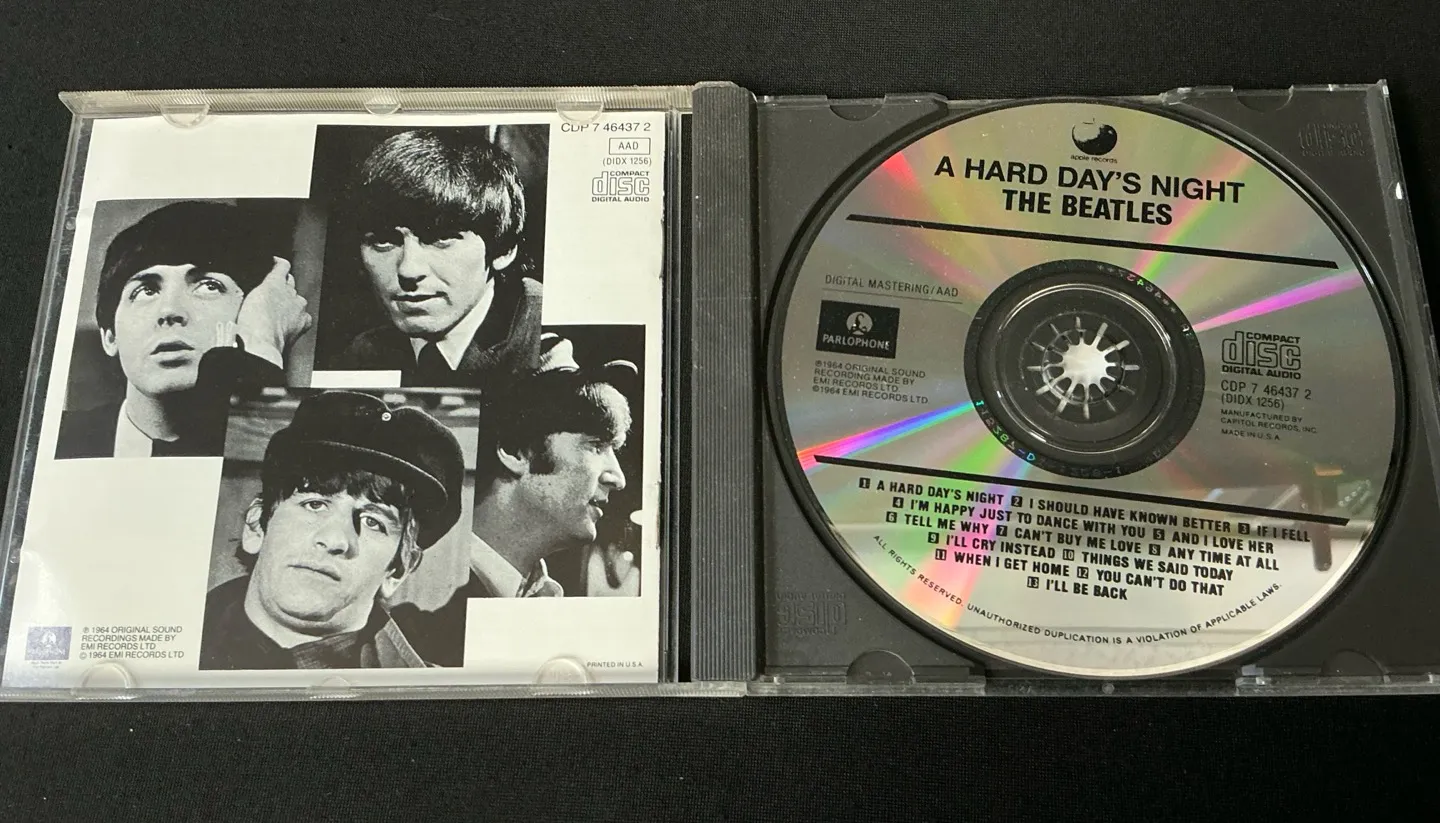 CDP 7 46437 2
AAD
(DIDX 1256)
COMPACT
disc
DIGITAL AUDIO
PARLOPHONE
℗ 1964 ORIGINAL SOUND
RECORDINGS MADE BY
EMI RECORDS LTD
© 1964 EMI RECORDS LTD
PRINTED IN U.S.A.
apple records
A HARD DAY'S NIGHT
THE BEATLES
DIGITAL MASTERING/AAD
PARLOPHONE
℗1964 ORIGINAL SOUND
RECORDING MADE BY
EMI RECORDS LTD.
©1964 EMI RECORDS LTD.
COMPACT
disc
DIGITAL AUDIO
CDP 7 46437 2
(DIDX 1256)
MANUFACTURED BY
CAPITOL RECORDS, INC.
MADE IN U.S.A.
1 A HARD DAY'S NIGHT 2 I SHOULD HAVE KNOWN BETTER 3 IF I FELL
4 I'M HAPPY JUST TO DANCE WITH YOU 5 AND I LOVE HER
6 TELL ME WHY 7 CAN'T BUY ME LOVE 8 ANY TIME AT ALL
9 I'LL CRY INSTEAD 10 THINGS WE SAID TODAY
11 WHEN I GET HOME 12 YOU CAN'T DO THAT
13 I'LL BE BACK
ALL RIGHTS RESERVED. UNAUTHORIZED DUPLICATION IS A VIOLATION OF APPLICABLE LAWS.